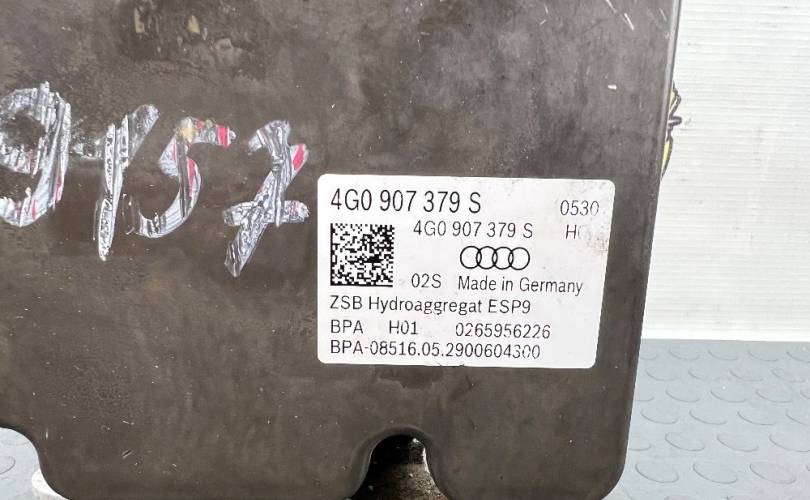 9157
4G0 907 379 S 0530
4G0 907 379 S
02S Made in Germany
ZSB Hydroaggregat ESP9
BPA H01 0265956226
BPA-08516.05.2900604300